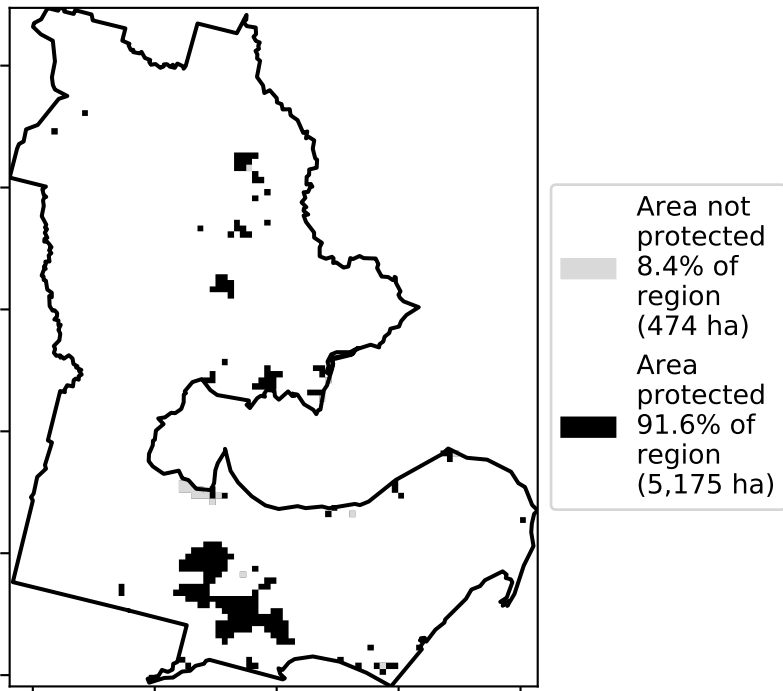 Area not
protected
8.4% of
region
(474 ha)
Area
protected
91.6% of
region
(5,175 ha)